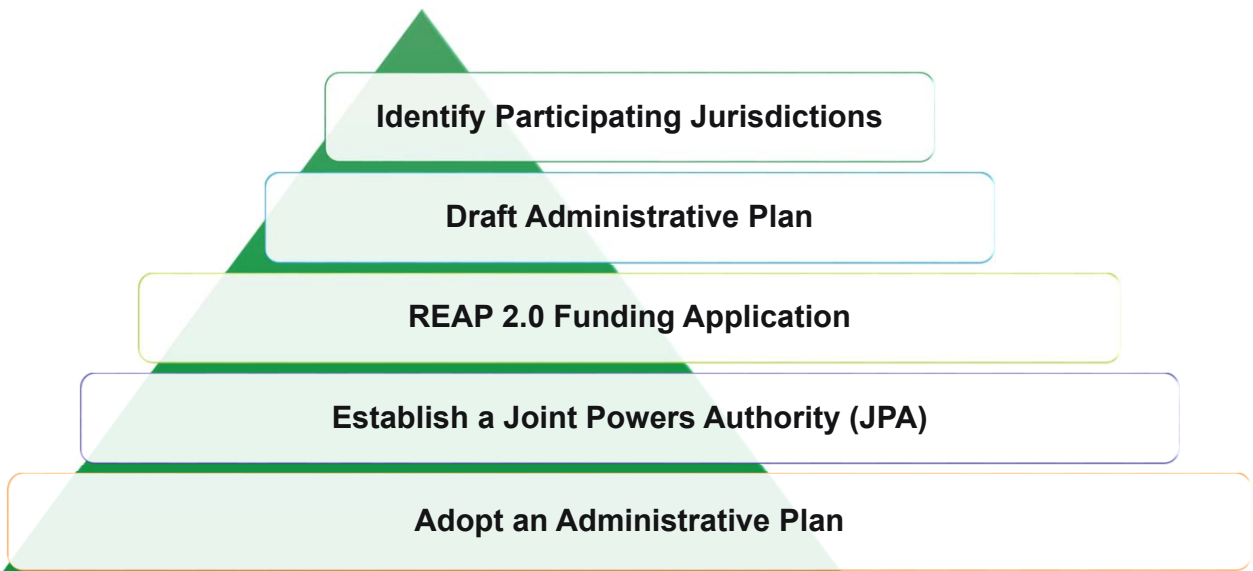 Identify Participating Jurisdictions
Draft Administrative Plan
REAP 2.0 Funding Application
Establish a Joint Powers Authority (JPA)
Adopt an Administrative Plan